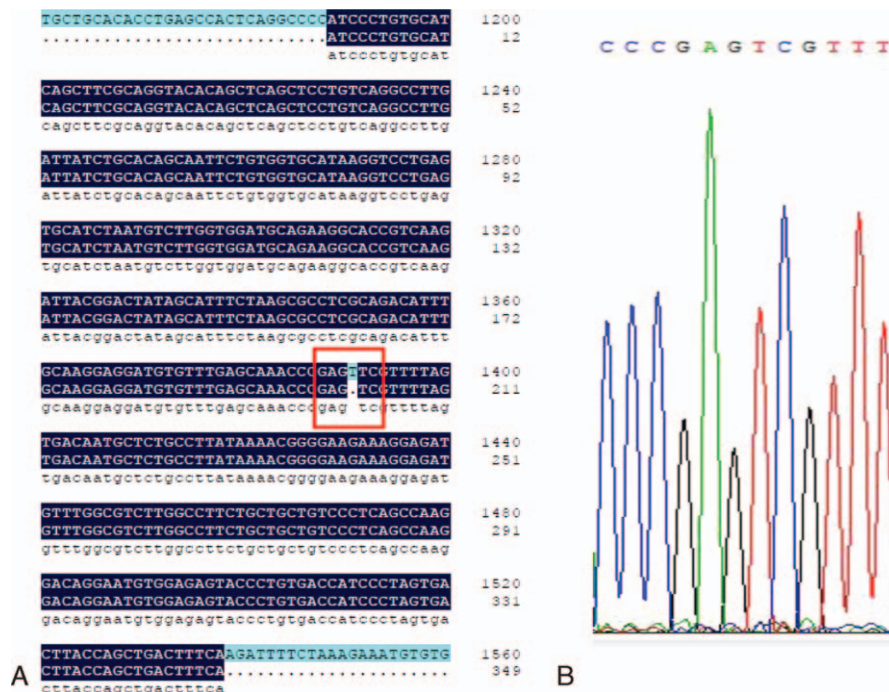 TGCTGCACACCTGAGCCACTCAGGCCCCATCCCTGTGCAT 1200
............................ATCCCTGTGCAT 12
atccctgtgcat
CAGCTTCGCAGGTACACAGCTCAGCTCCTGTCAGGCCTTG 1240
CAGCTTCGCAGGTACACAGCTCAGCTCCTGTCAGGCCTTG 52
cagcttcgcaggtacacagctcagctcctgtcaggccttg
ATTATCTGCACAGCAATTCTGTGGTGCATAAGGTCCTGAG 1280
ATTATCTGCACAGCAATTCTGTGGTGCATAAGGTCCTGAG 92
attatctgcacagcaattctgtggtgcataaggtcctgag
TGCATCTAATGTCTTGGTGGATGCAGAAGGCACCGTCAAG 1320
TGCATCTAATGTCTTGGTGGATGCAGAAGGCACCGTCAAG 132
tgcatctaatgtcttggtggatgcagaaggcaccgtcaag
ATTACGGACTATAGCATTTCTAAGCGCCTCGCAGACATTT 1360
ATTACGGACTATAGCATTTCTAAGCGCCTCGCAGACATTT 172
attacggactatagcatttctaagcgcctcgcagacattt
GCAAGGAGGATGTGTTTGAGCAAACCCGAGTTCGTTTTAG 1400
GCAAGGAGGATGTGTTTGAGCAAACCCGAG.TCGTTTTAG 211
gcaaggaggatgtgtttgagcaaacccgag tcgttttag
TGACAATGCTCTGCCTTATAAAACGGGGAAGAAAGGAGAT 1440
TGACAATGCTCTGCCTTATAAAACGGGGAAGAAAGGAGAT 251
tgacaatgctctgccttataaaacggggaagaaaggagat
GTTTGGCGTCTTGGCCTTCTGCTGCTGTCCCTCAGCCAAG 1480
GTTTGGCGTCTTGGCCTTCTGCTGCTGTCCCTCAGCCAAG 291
gtttggcgtcttggccttctgctgctgtccctcagccaag
GACAGGAATGTGGAGAGTACCCTGTGACCATCCCTAGTGA 1520
GACAGGAATGTGGAGAGTACCCTGTGACCATCCCTAGTGA 331
gacaggaatgtggagagtaccctgtgaccatccctagtga
CTTACCAGCTGACTTTCAAGATTTTCTAAAGAAATGTGTG 1560
CTTACCAGCTGACTTTCA...................... 349
cttaccagctgactttca
A
C C C G A G T C G T T T
B